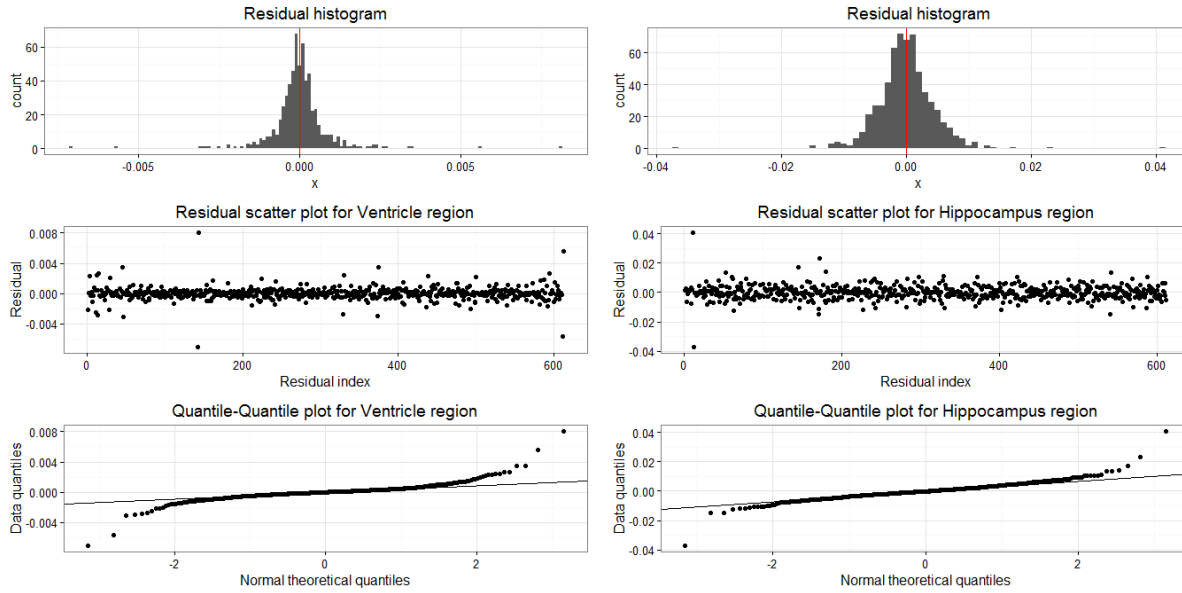 Residual histogram
count
60
40
20
0
-0.005
0.000
0.005
x
Residual histogram
count
60
40
20
0
-0.04
-0.02
0.00
0.02
0.04
x
Residual scatter plot for Ventricle region
Residual
0.008
0.004
0.000
-0.004
0
200
400
600
Residual index
Residual scatter plot for Hippocampus region
Residual
0.04
0.02
0.00
-0.02
-0.04
0
200
400
600
Residual index
Quantile-Quantile plot for Ventricle region
Data quantiles
0.008
0.004
0.000
-0.004
-2
0
2
Normal theoretical quantiles
Quantile-Quantile plot for Hippocampus region
Data quantiles
0.04
0.02
0.00
-0.02
-0.04
-2
0
2
Normal theoretical quantiles